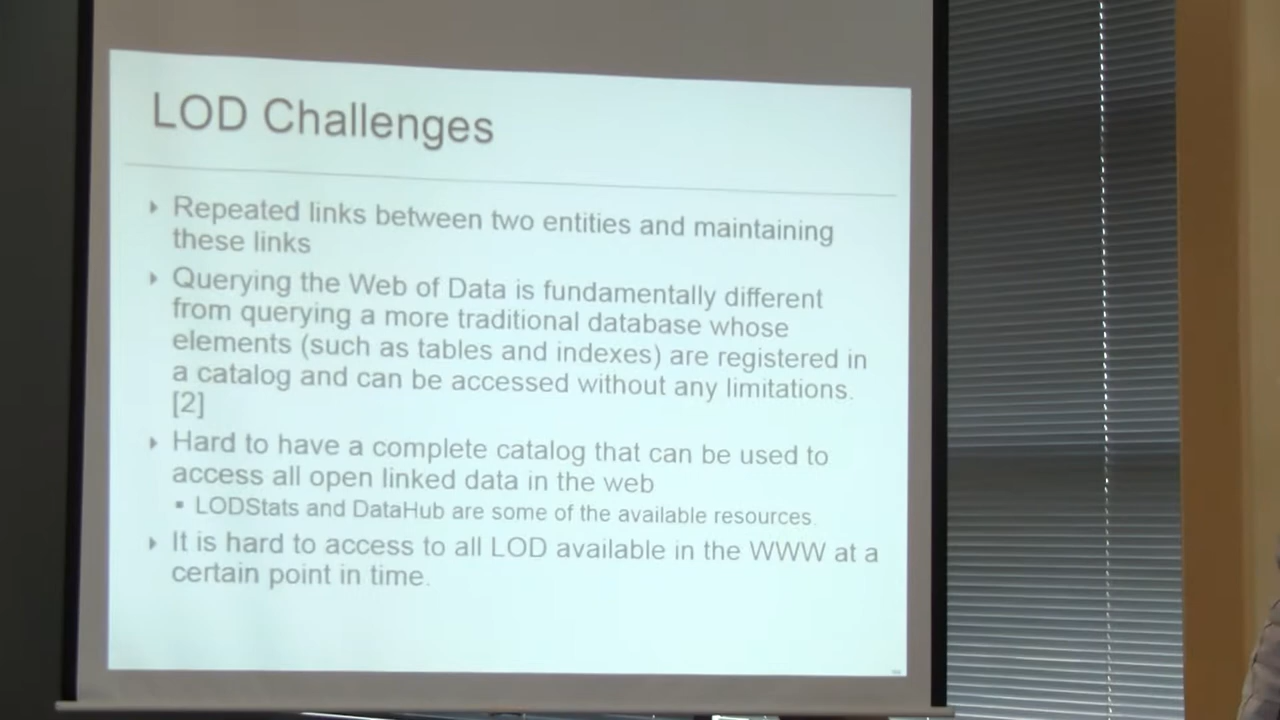 LOD Challenges
Repeated links between two entities and maintaining
these links
Querying the Web of Data is fundamentally different
from querying a more traditional database whose
elements (such as tables and indexes) are registered in
a catalog and can be accessed without any limitations.
[2]
Hard to have a complete catalog that can be used to
access all open linked data in the web
LODStats and DataHub are some of the available resources
It is hard to access to all LOD available in the WWW at a
certain point in time.